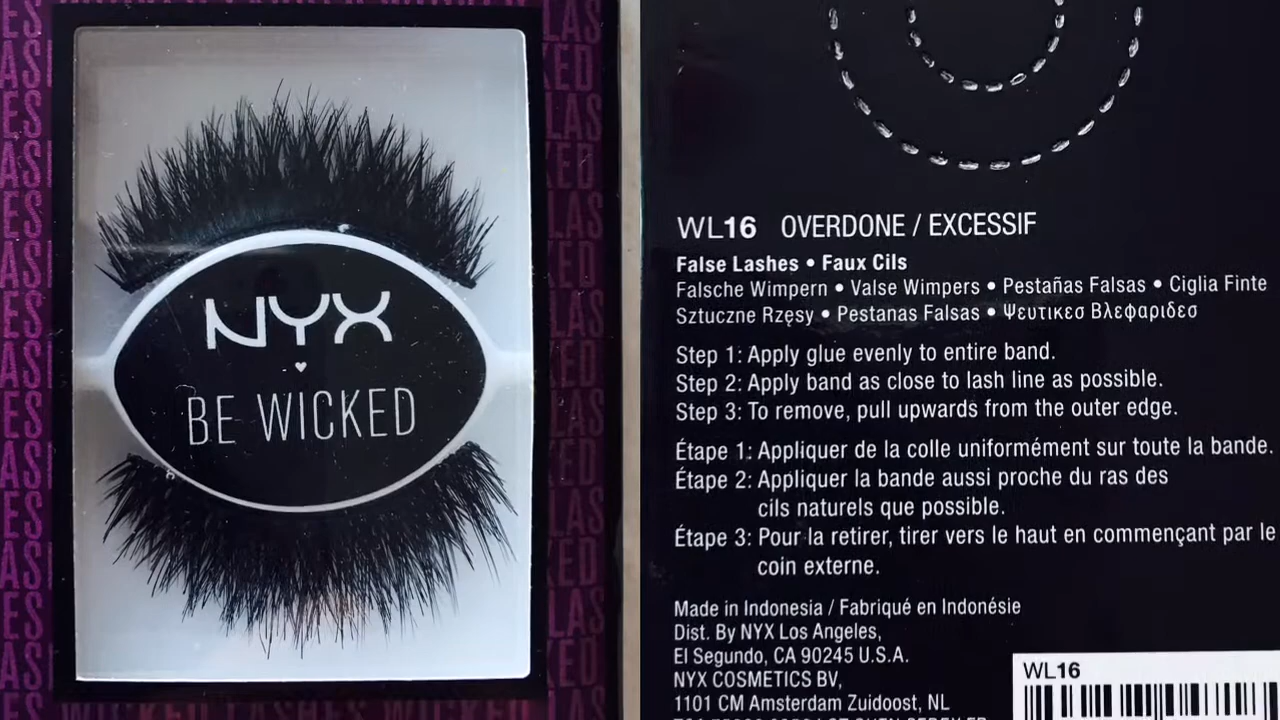 NYX
BE WICKED
WL16 OVERDONE / EXCESSIF
False Lashes • Faux Cils
Falsche Wimpern • Valse Wimpers • Pestañas Falsas • Ciglia Finte
Sztuczne Rzęsy • Pestanas Falsas • Ψευτικεσ Βλεφαριδεσ
Step 1: Apply glue evenly to entire band.
Step 2: Apply band as close to lash line as possible.
Step 3: To remove, pull upwards from the outer edge.
Étape 1: Appliquer de la colle uniformément sur toute la bande.
Étape 2: Appliquer la bande aussi proche du ras des
cils naturels que possible.
Étape 3: Pour la retirer, tirer vers le haut en commençant par le
coin externe.
Made in Indonesia / Fabriqué en Indonésie
Dist. By NYX Los Angeles,
El Segundo, CA 90245 U.S.A.
NYX COSMETICS BV,
1101 CM Amsterdam Zuidoost, NL
WL16